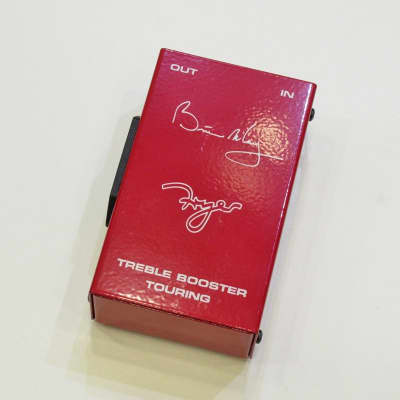 OUT
IN
Brian May
Fryer
TREBLE BOOSTER
TOURING